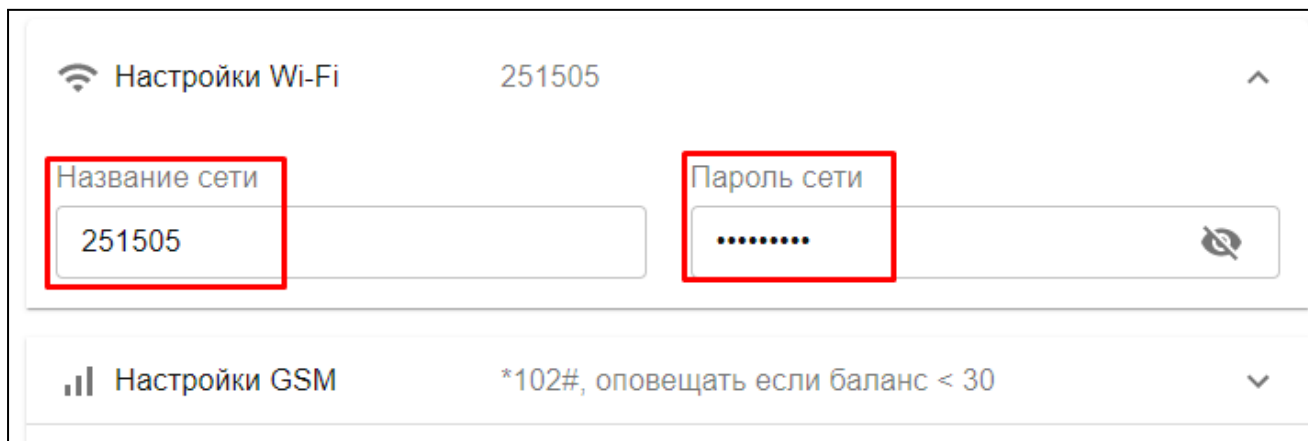 Настройки Wi-Fi 251505
Название сети Пароль сети
251505 •••••••••
Настройки GSM *102#, оповещать если баланс < 30